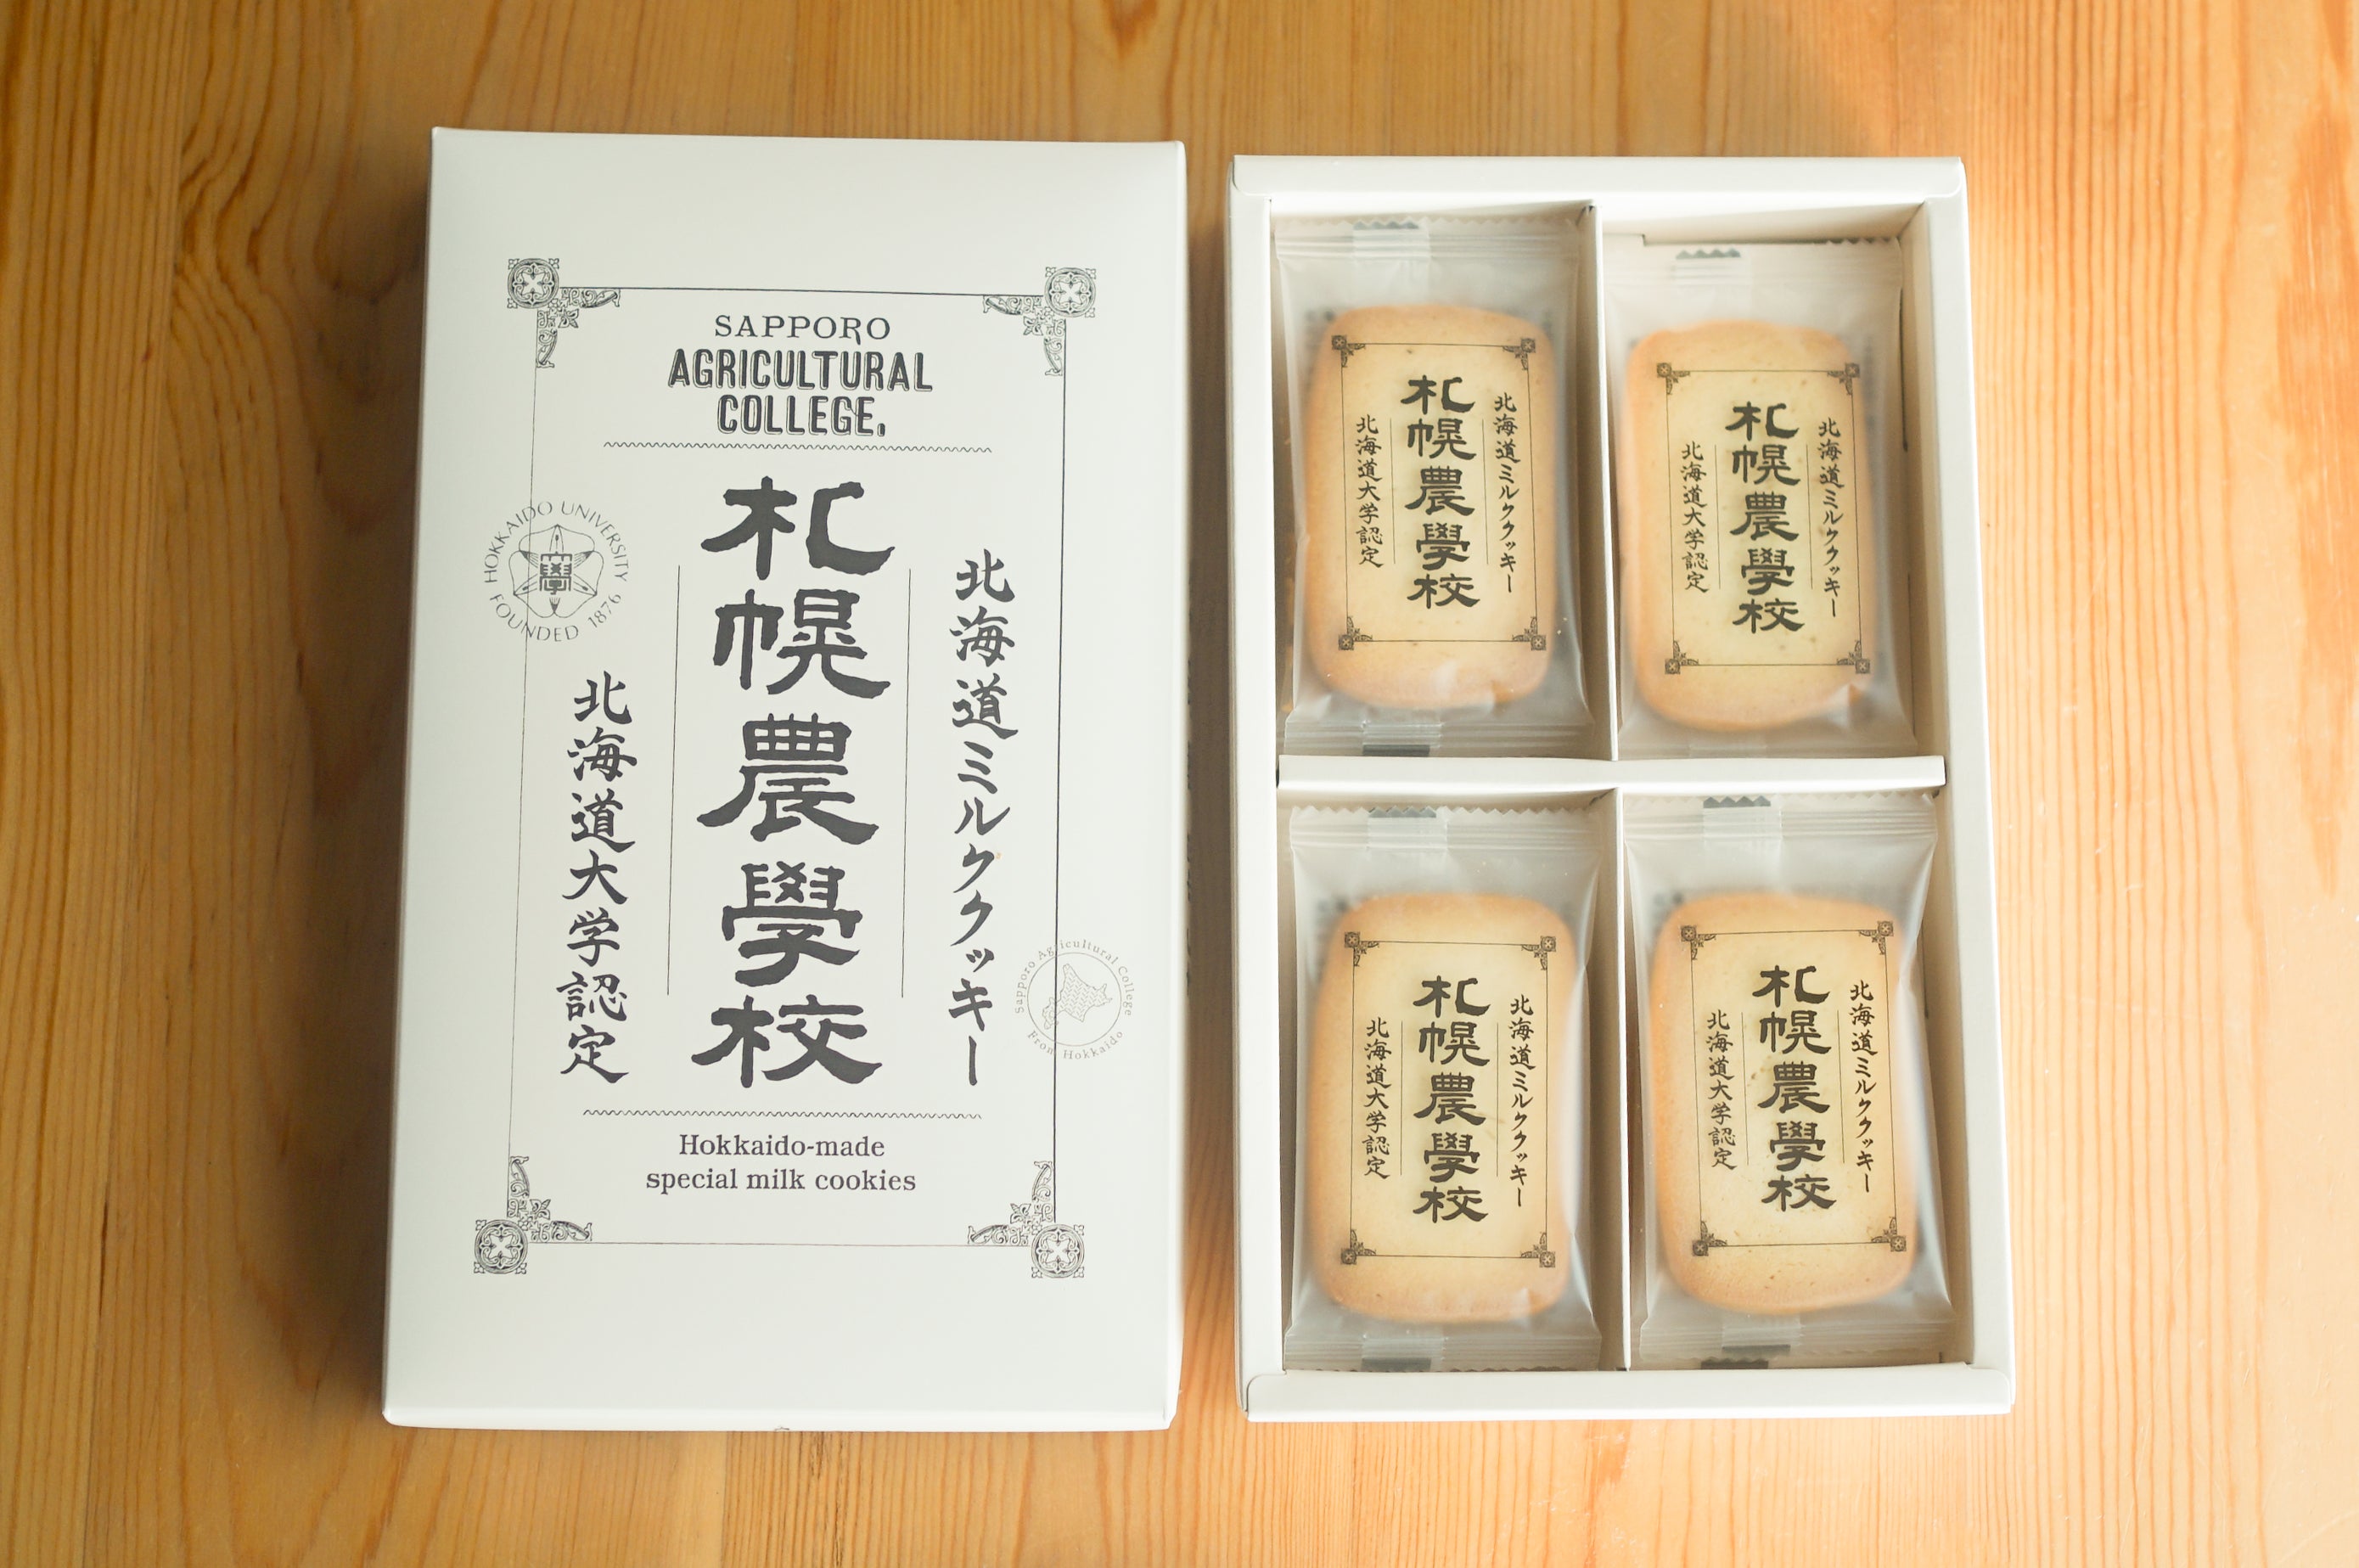 SAPPORO
AGRICULTURAL
COLLEGE.
北海道ミルククッキー
札幌農學校
北海道大学認定
HOKKAIDO UNIVERSITY
FOUNDED 1876
學
Sapporo Agricultural College
From Hokkaido
Hokkaido-made
special milk cookies
北海道ミルククッキー
札幌農學校
北海道大学認定
北海道ミルククッキー
札幌農學校
北海道大学認定
北海道ミルククッキー
札幌農學校
北海道大学認定
北海道ミルククッキー
札幌農學校
北海道大学認定